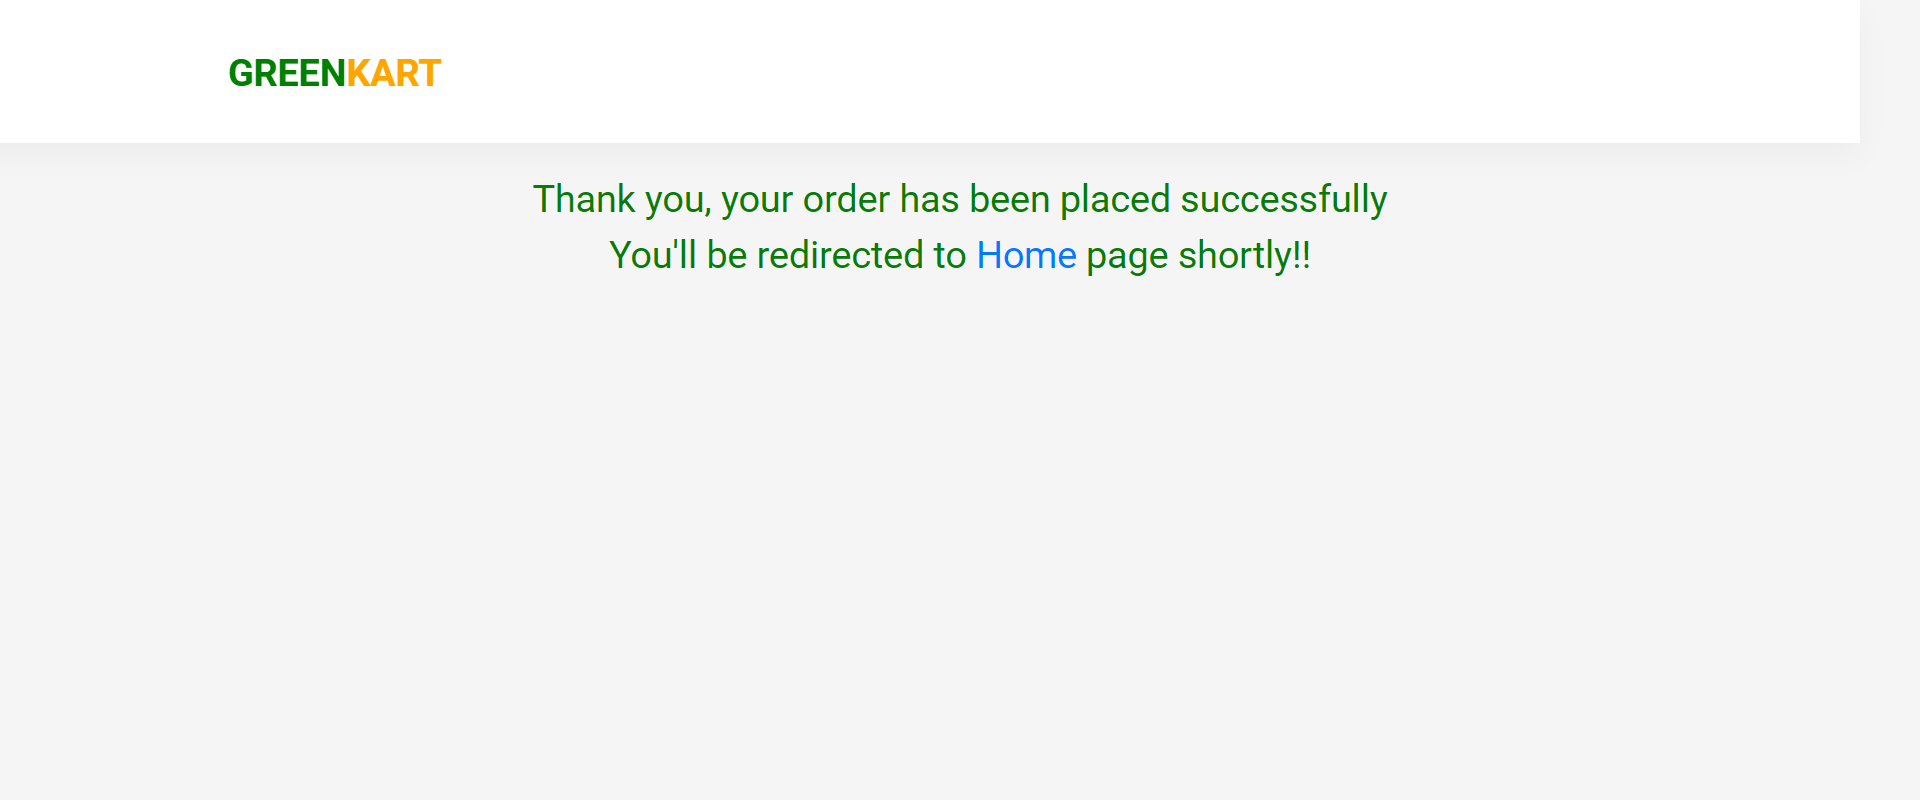 GREENKART
Thank you, your order has been placed successfully
You'll be redirected to Home page shortly!!